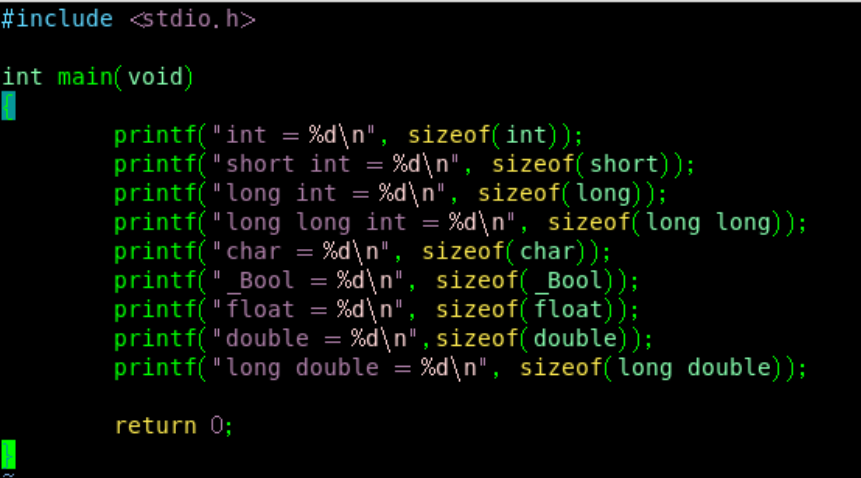 #include <stdio.h>

int main(void)
{
        printf("int = %d\n", sizeof(int));
        printf("short int = %d\n", sizeof(short));
        printf("long int = %d\n", sizeof(long));
        printf("long long int = %d\n", sizeof(long long));
        printf("char = %d\n", sizeof(char));
        printf("_Bool = %d\n", sizeof(_Bool));
        printf("float = %d\n", sizeof(float));
        printf("double = %d\n",sizeof(double));
        printf("long double = %d\n", sizeof(long double));

        return 0;
}
~